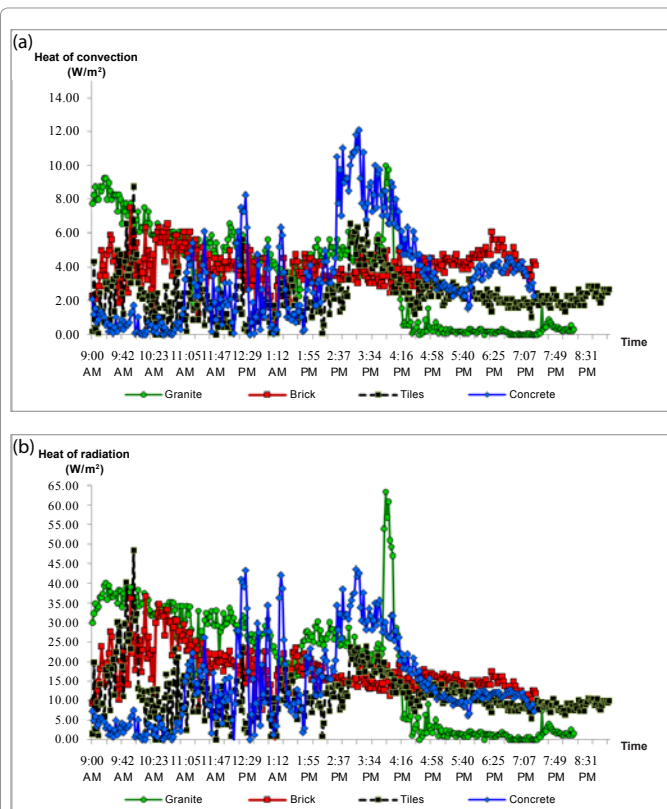 (a)
Heat of convection
(W/m²)
14.00
12.00
10.00
8.00
6.00
4.00
2.00
0.00
Time
9:00 9:42 10:23 11:05 11:47 12:29 1:12 1:55 2:37 3:34 4:16 4:58 5:40 6:25 7:07 7:49 8:31
AM AM AM AM AM PM PM PM PM PM PM PM PM PM PM PM PM
Granite Brick Tiles Concrete
(b)
Heat of radiation
(W/m²)
65.00
60.00
55.00
50.00
45.00
40.00
35.00
30.00
25.00
20.00
15.00
10.00
5.00
0.00
Time
9:00 9:42 10:23 11:05 11:47 12:29 1:12 1:55 2:37 3:34 4:16 4:58 5:40 6:25 7:07 7:49 8:31
AM AM AM AM AM PM PM PM PM PM PM PM PM PM PM PM PM
Granite Brick Tiles Concrete